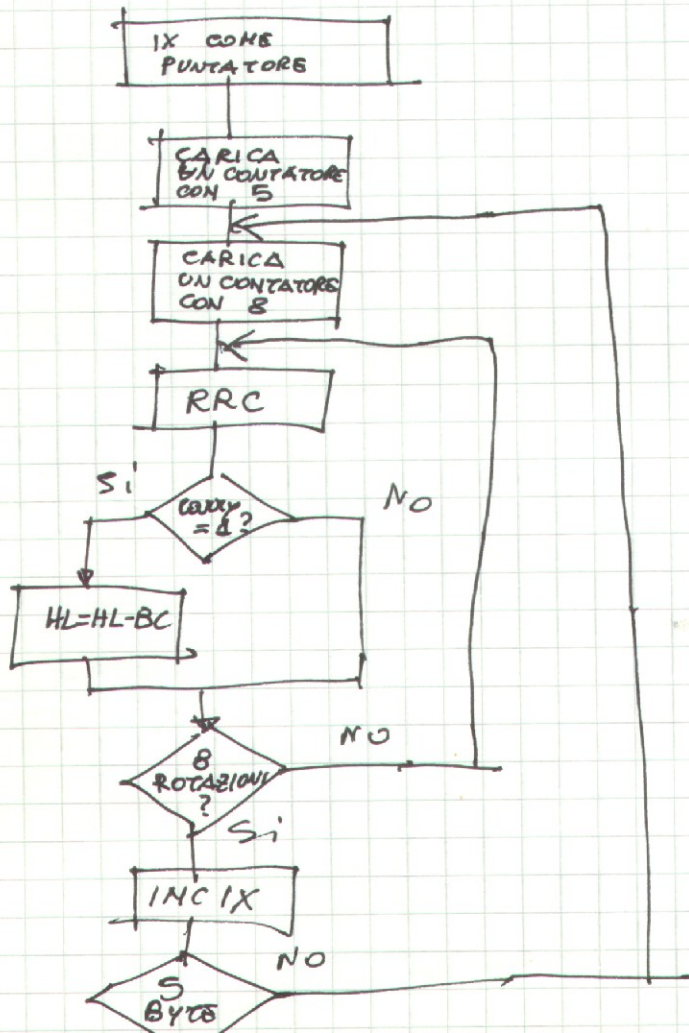 IX COME
PUNTATORE
CARICA
UN CONTATORE
CON 5
CARICA
UN CONTATORE
CON 8
RRC
Si
NO
carry
=1?
HL=HL-BC
NO
8
ROTAZIONI
?
Si
INC IX
NO
5
BYTE